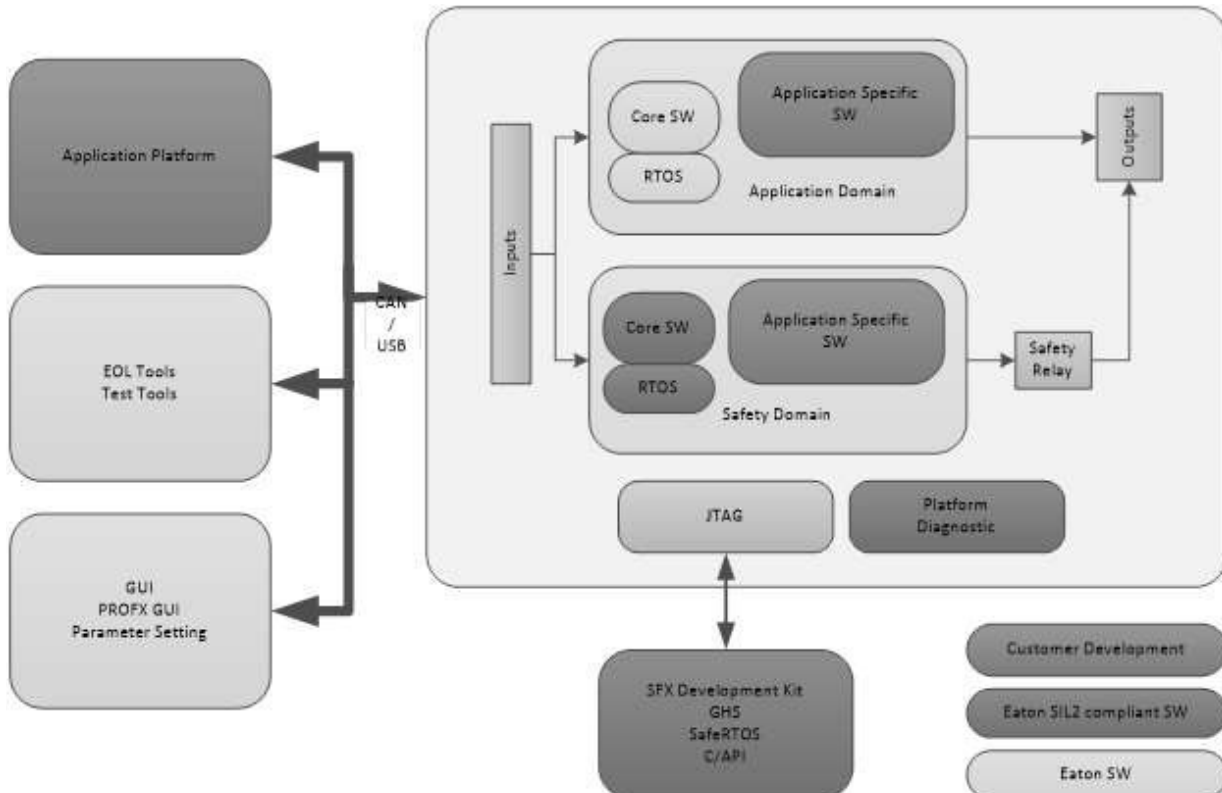 Application Platform
EOL Tools
Test Tools
GUI
PROFX GUI
Parameter Setting
CAN
/
USB
Inputs
Core SW
RTOS
Application Specific
SW
Application Domain
Core SW
RTOS
Application Specific
SW
Safety Domain
Outputs
Safety
Relay
JTAG
Platform
Diagnostic
SFX Development Kit
GHS
SafeRTOS
C/API
Customer Development
Eaton SIL2 compliant SW
Eaton SW